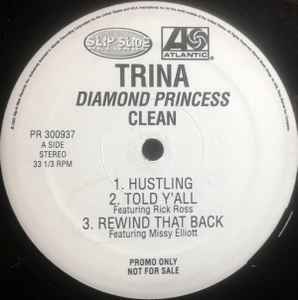 SLIP-N-SLIDE
ATLANTIC
TRINA
DIAMOND PRINCESS
CLEAN
PR 300937
A SIDE
STEREO
33 1/3 RPM
1. HUSTLING
2. TOLD Y'ALL
Featuring Rick Ross
3. REWIND THAT BACK
Featuring Missy Elliott
PROMO ONLY
NOT FOR SALE